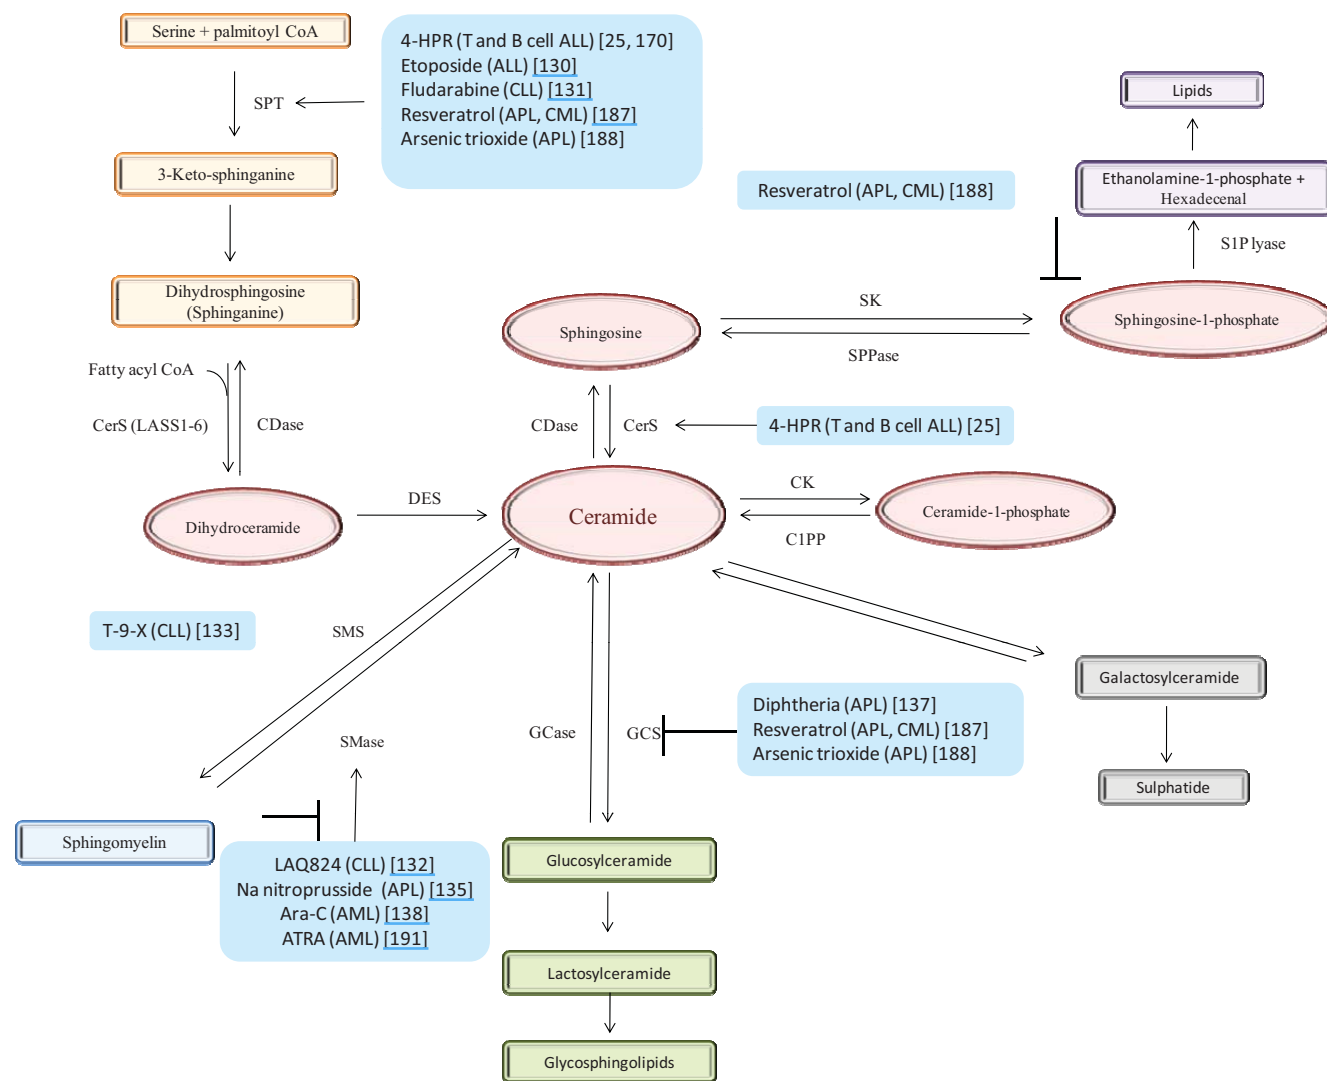 Serine + palmitoyl CoA
SPT
4-HPR (T and B cell ALL) [25, 170]
Etoposide (ALL) [130]
Fludarabine (CLL) [131]
Resveratrol (APL, CML) [187]
Arsenic trioxide (APL) [188]
Lipids
3-Keto-sphinganine
Resveratrol (APL, CML) [188]
Ethanolamine-1-phosphate +
Hexadecenal
S1P lyase
Dihydrosphingosine
(Sphinganine)
Sphingosine
SK
SPPase
Sphingosine-1-phosphate
Fatty acyl CoA
CerS (LASS1-6)
CDase
CDase
CerS
4-HPR (T and B cell ALL) [25]
Dihydroceramide
DES
Ceramide
CK
C1PP
Ceramide-1-phosphate
T-9-X (CLL) [133]
SMS
SMase
GCase
GCS
Diphtheria (APL) [137]
Resveratrol (APL, CML) [187]
Arsenic trioxide (APL) [188]
Galactosylceramide
Sulphatide
Sphingomyelin
LAQ824 (CLL) [132]
Na nitroprusside (APL) [135]
Ara-C (AML) [138]
ATRA (AML) [191]
Glucosylceramide
Lactosylceramide
Glycosphingolipids